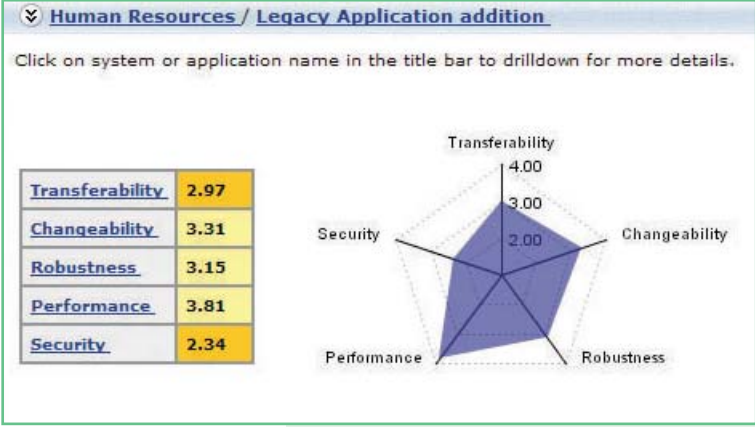 Human Resources / Legacy Application addition
Click on system or application name in the title bar to drilldown for more details.
Transferability 2.97
Changeability 3.31
Robustness 3.15
Performance 3.81
Security 2.34
Transferability
4.00
3.00
2.00
Security
Changeability
Performance
Robustness